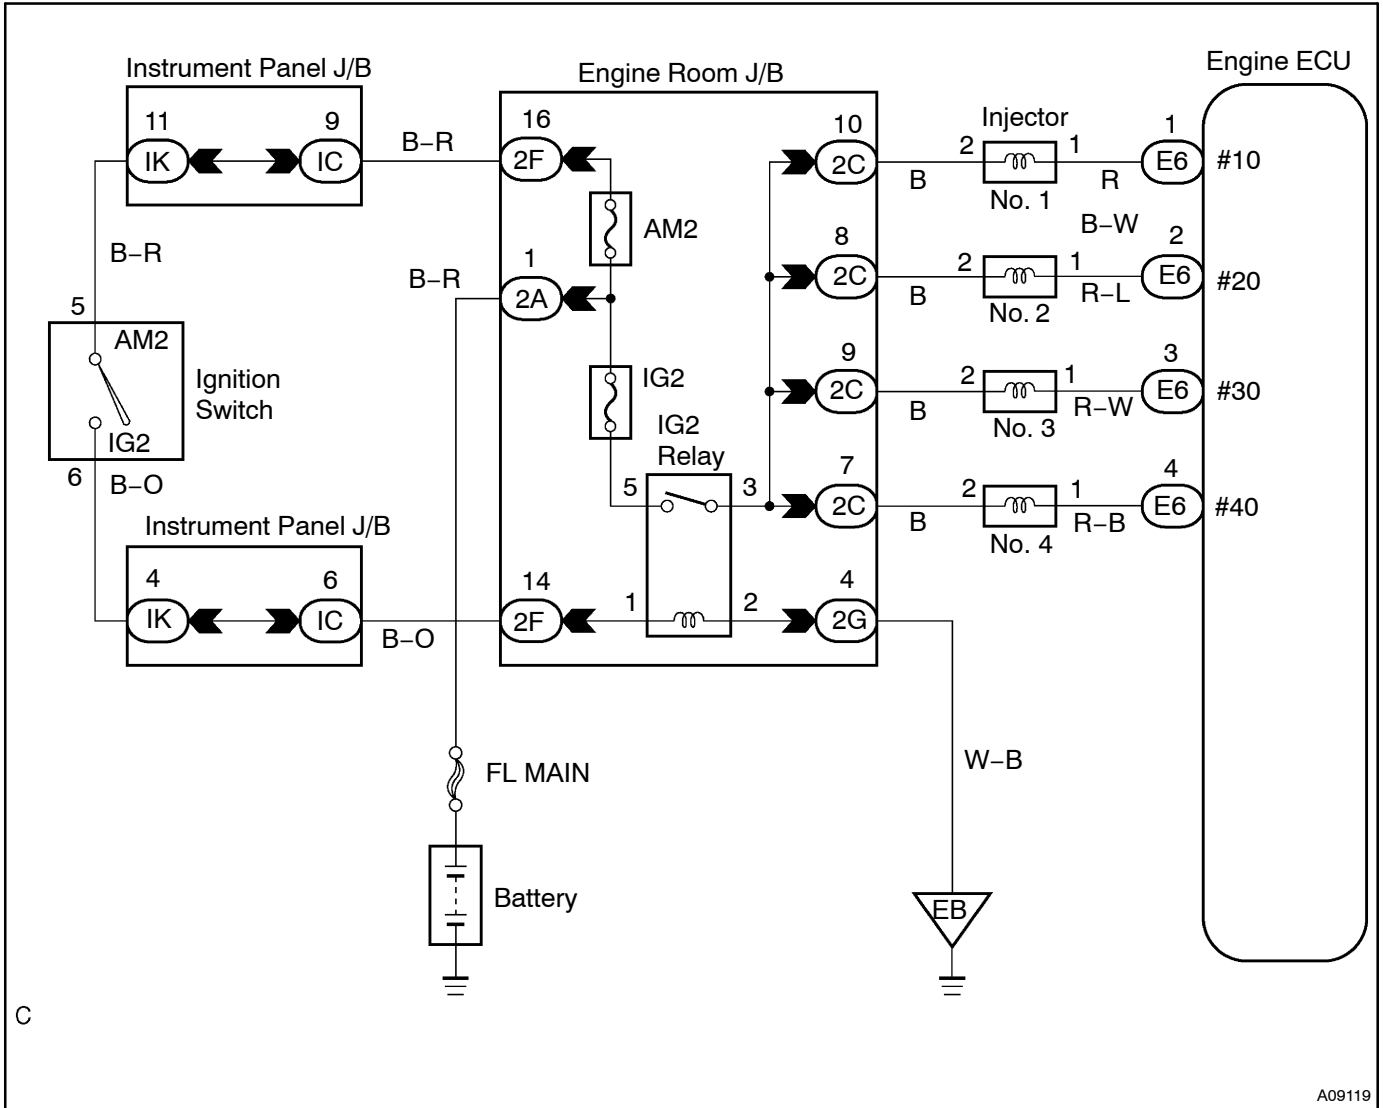 Engine ECU
Instrument Panel J/B
Engine Room J/B
11
9
16
10
Injector
1
IK
IC
B–R
2F
2C
2
1
E6
#10
B
R
No. 1
AM2
B–W
B–R
B–R
1
8
2
2A
2C
2
1
E6
#20
B
R–L
No. 2
5
AM2
Ignition
Switch
IG2
6
B–O
IG2
IG2
Relay
9
3
2C
2
1
E6
#30
B
R–W
No. 3
5
3
7
4
2C
2
1
E6
#40
B
R–B
No. 4
Instrument Panel J/B
4
6
14
4
IK
IC
B–O
2F
1
2
2G
W–B
FL MAIN
Battery
EB
C
A09119